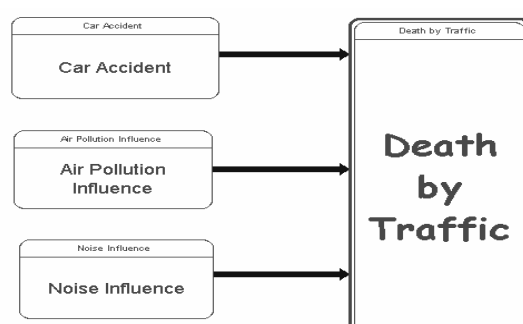 Car Accident
Car Accident
Death by Traffic
Air Pollution Influence
Air Pollution
Influence
Death
by
Traffic
Noise Influence
Noise Influence